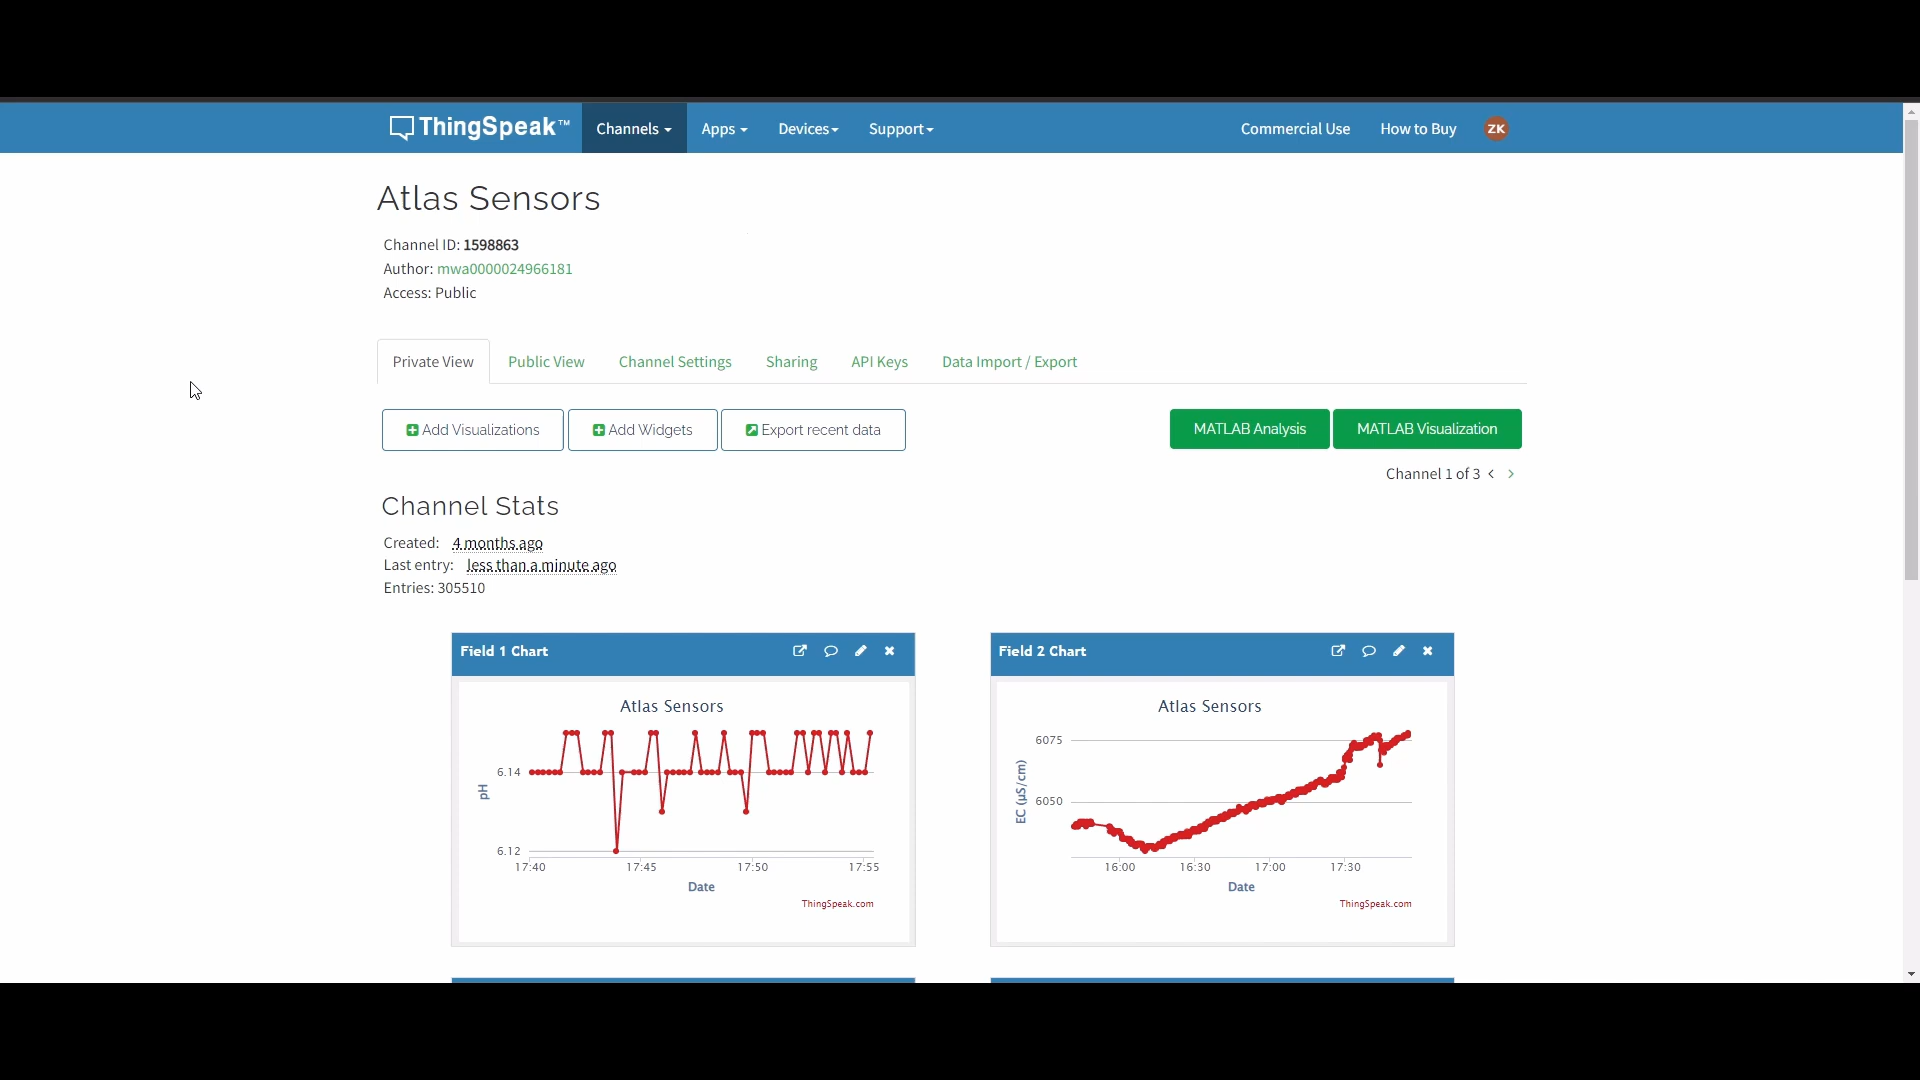 ThingSpeak™ Channels Apps Devices Support Commercial Use How to Buy ZK
Atlas Sensors
Channel ID: 1598863
Author: mwa0000024966181
Access: Public
Private View Public View Channel Settings Sharing API Keys Data Import / Export
Add Visualizations Add Widgets Export recent data MATLAB Analysis MATLAB Visualization
Channel 1 of 3 < >
Channel Stats
Created: 4 months ago
Last entry: less than a minute ago
Entries: 305510
Field 1 Chart
Atlas Sensors
pH
6.14
6.12
17:40 17:45 17:50 17:55
Date
ThingSpeak.com
Field 2 Chart
Atlas Sensors
EC (µS/cm)
6075
6050
16:00 16:30 17:00 17:30
Date
ThingSpeak.com